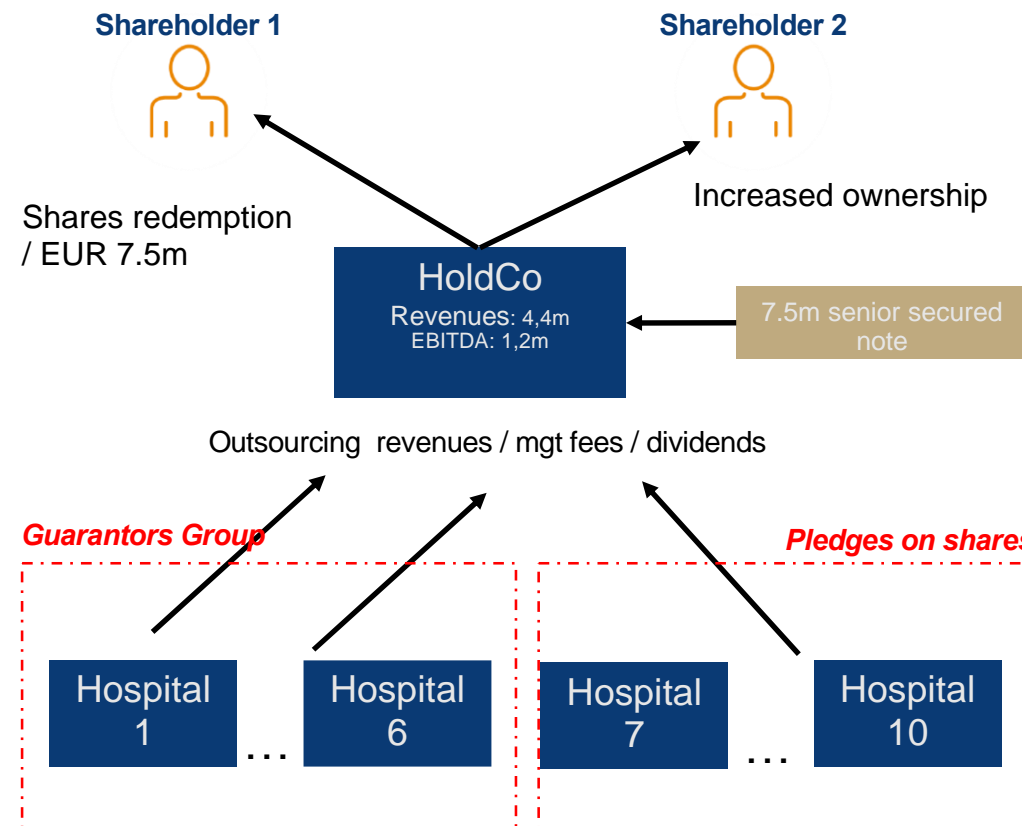 Shareholder 1
Shareholder 2
Shares redemption
/ EUR 7.5m
Increased ownership
HoldCo
Revenues: 4,4m
EBITDA: 1,2m
7.5m senior secured
note
Outsourcing revenues / mgt fees / dividends
Guarantors Group
Pledges on shares
Hospital
1
...
Hospital
6
Hospital
7
...
Hospital
10